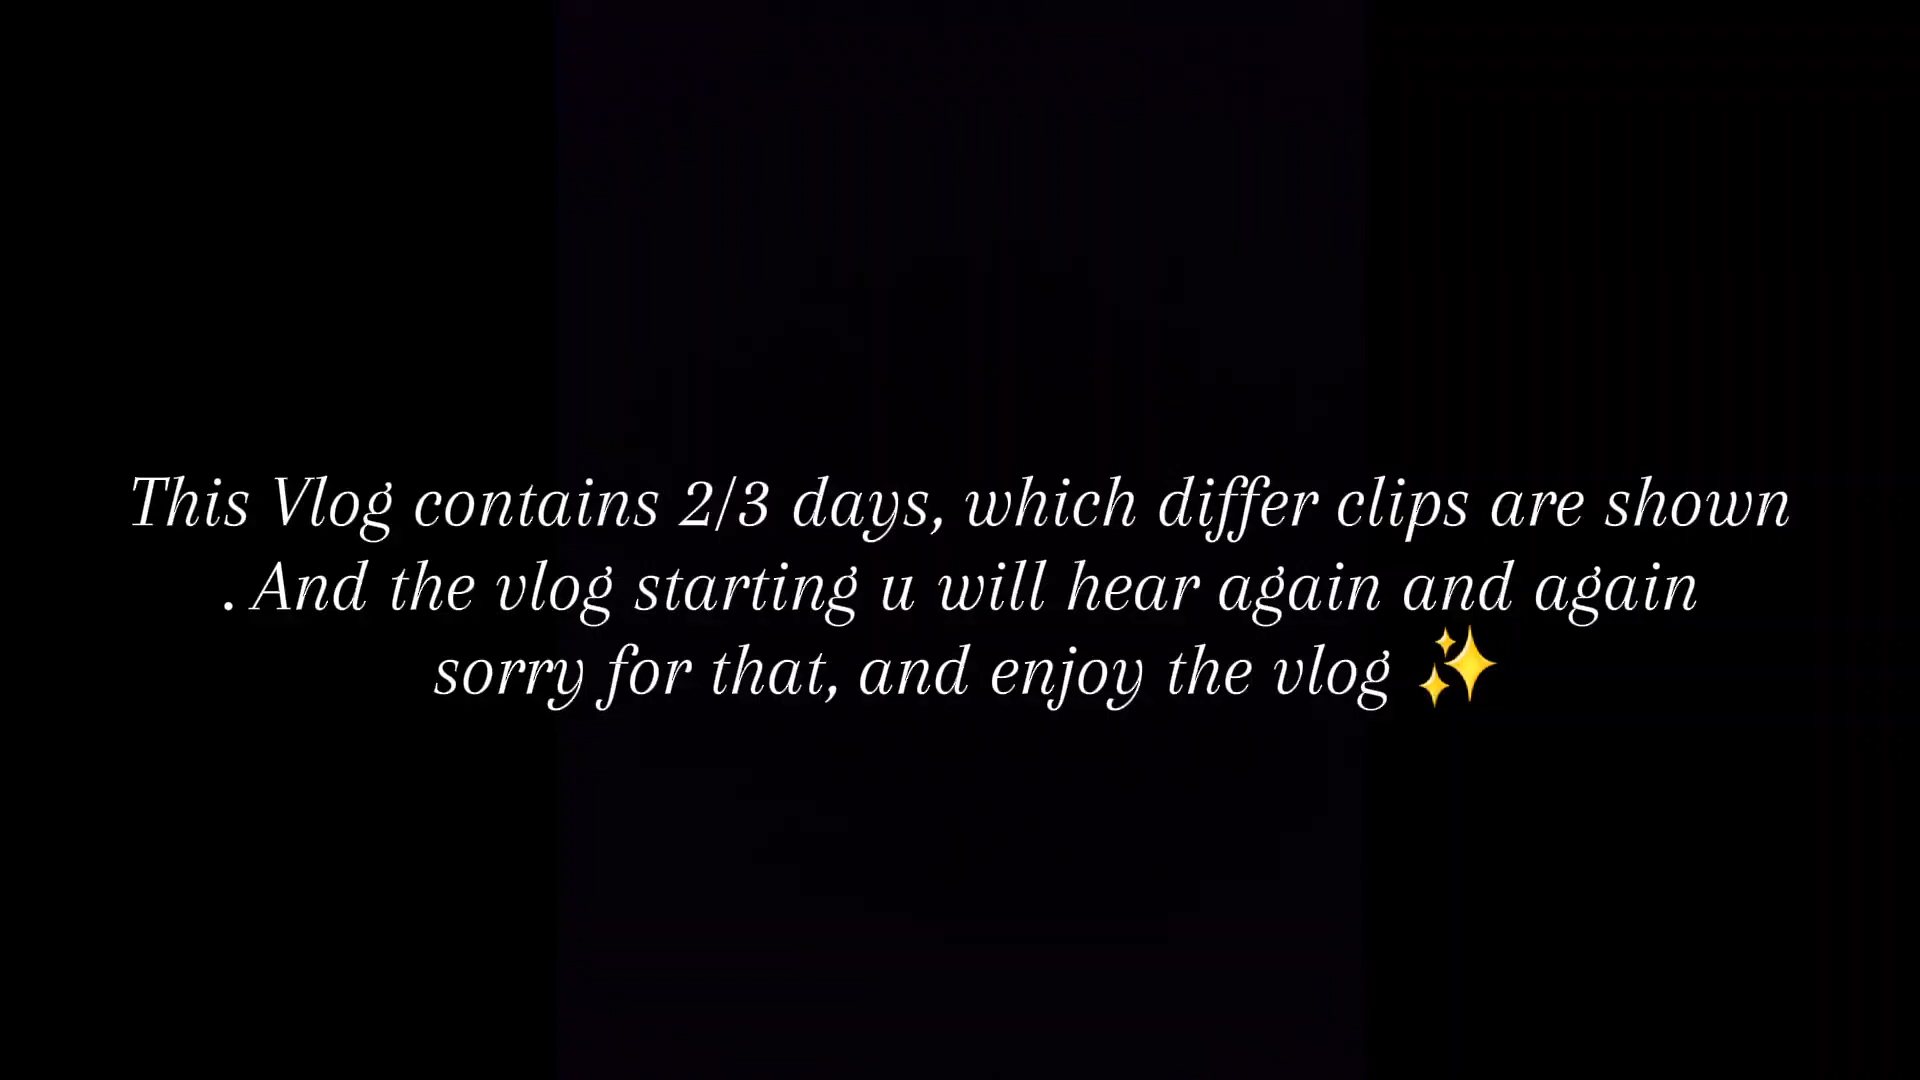 This Vlog contains 2/3 days, which differ clips are shown
. And the vlog starting u will hear again and again
sorry for that, and enjoy the vlog ✨